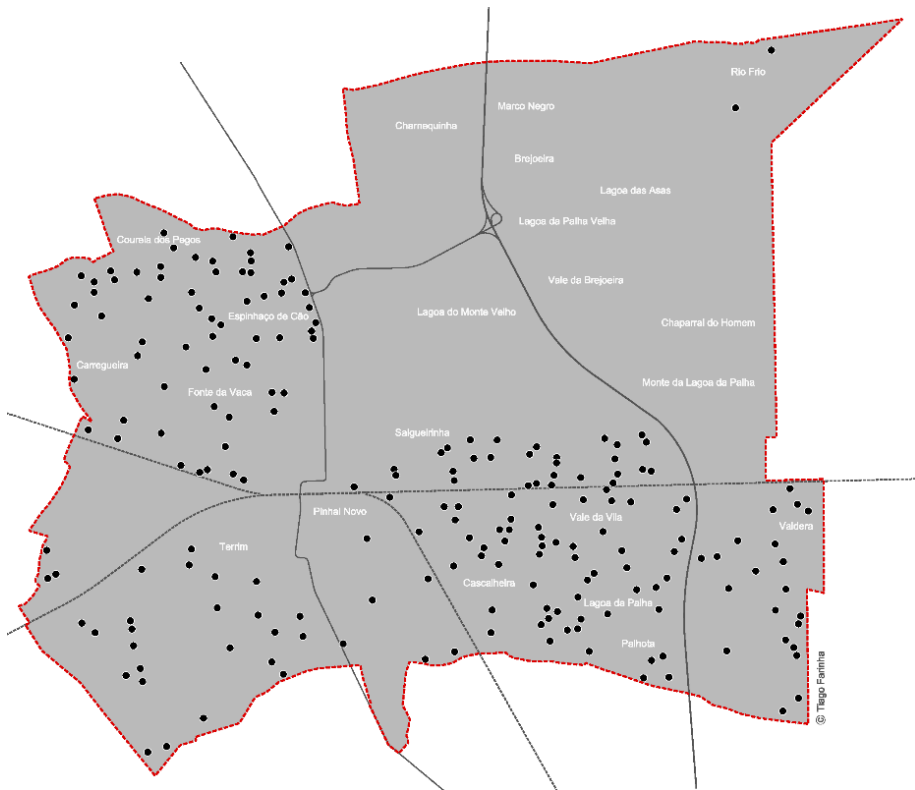 Rio Frio
Marco Negro
Charnaquinha
Brejoeira
Lagoa das Asas
Lagoa da Palha Velha
Courela dos Pegos
Vale da Brejoeira
Lagoa do Monte Velho
Espinhaço de Cão
Chaparral do Homem
Carregueira
Monte da Lagoa da Palha
Fonte da Vaca
Salgueirinha
Pinhal Novo
Vale da Vila
Valdera
Terrim
Cascalheira
Lagoa da Palha
Palhota
© Tiago Farinha